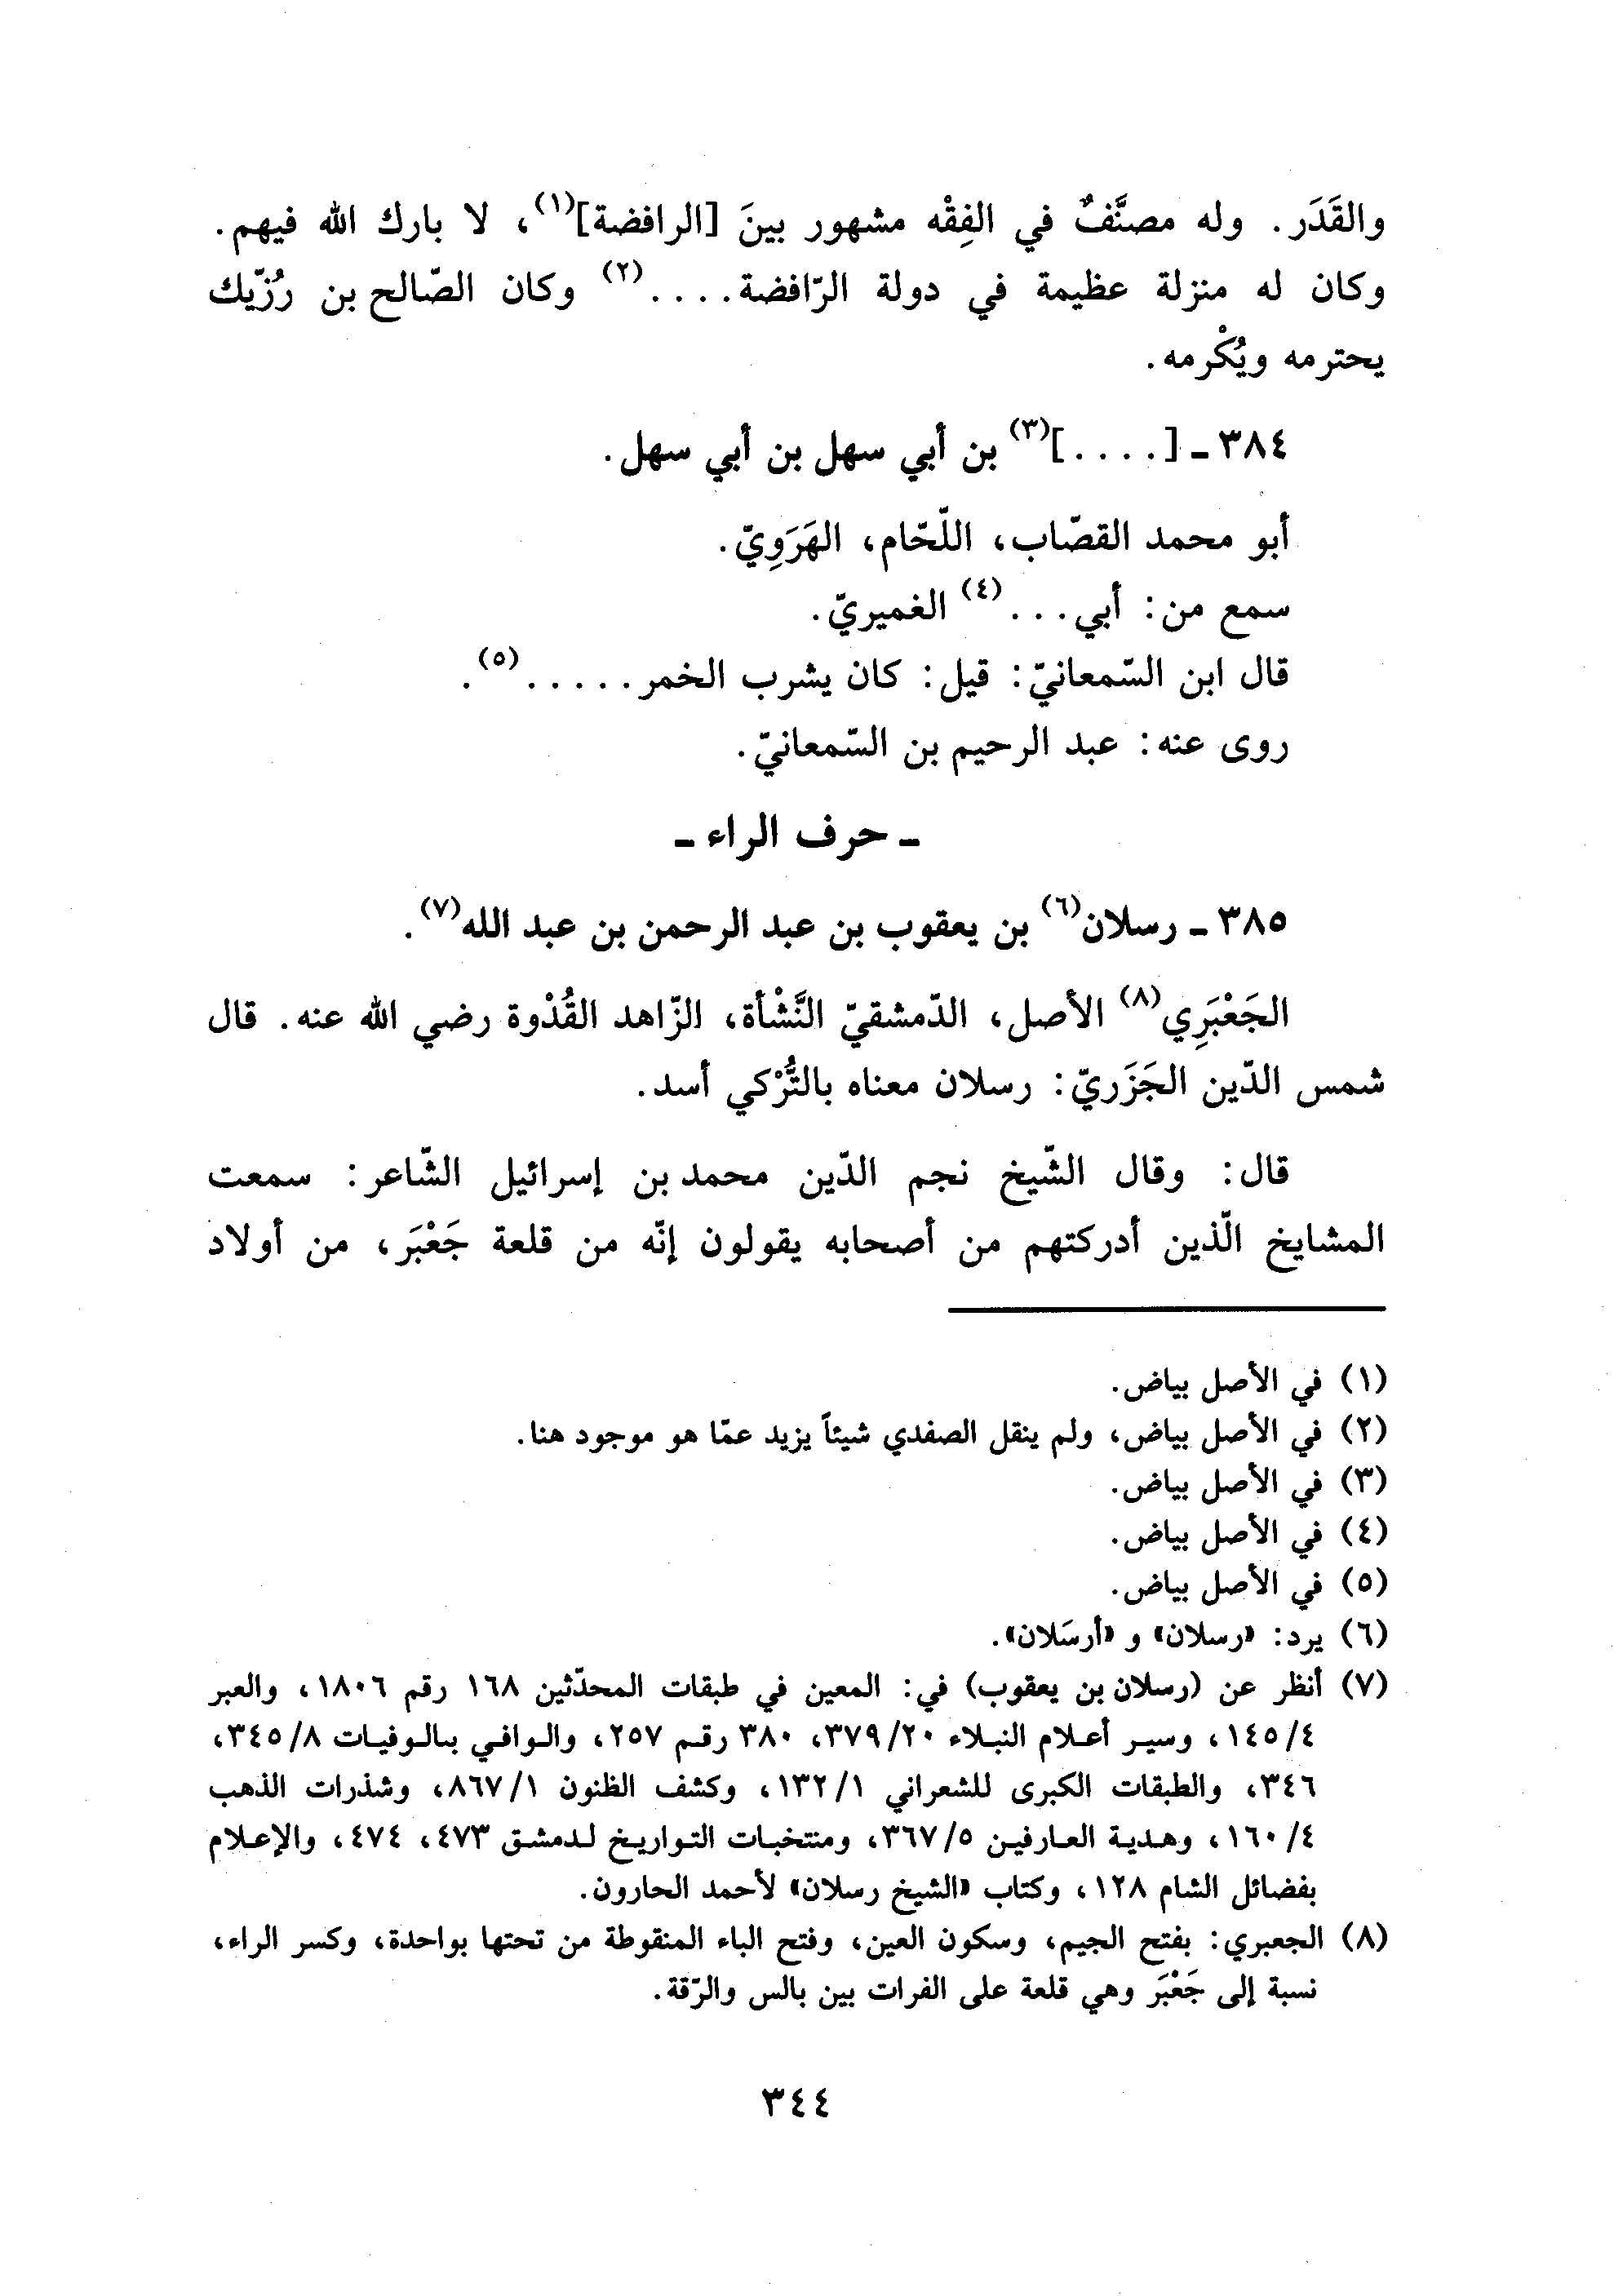 والقَدَر. وله مصنَّفٌ في الفِقْه مشهور بينَ [الرافضة](١)، لا بارك الله فيهم.
وكان له منزلة عظيمة في دولة الرّافضة....(٢) وكان الصّالح بن رُزّيك
يحترمه ويُكْرمه.
٣٨٤ ـ [....](٣) بن أبي سهل بن أبي سهل.
أبو محمد القصّاب، اللّحّام، الهَرَوِيّ.
سمع من: أبي...(٤) الغميريّ.
قال ابن السّمعانيّ: قيل: كان يشرب الخمر.....(٥).
روى عنه: عبد الرحيم بن السّمعانيّ.
ـ حرف الراء ـ
٣٨٥ ـ رسلان(٦) بن يعقوب بن عبد الرحمن بن عبد الله(٧).
الجَعْبَرِي(٨) الأصل، الدّمشقيّ النَّشْأة، الزّاهد القُدْوة رضي الله عنه. قال
شمس الدّين الجَزَريّ: رسلان معناه بالتُّرْكي أسد.
قال: وقال الشّيخ نجم الدّين محمد بن إسرائيل الشّاعر: سمعت
المشايخ الّذين أدركتهم من أصحابه يقولون إنّه من قلعة جَعْبَر، من أولاد
(١) في الأصل بياض.
(٢) في الأصل بياض، ولم ينقل الصفدي شيئاً يزيد عمّا هو موجود هنا.
(٣) في الأصل بياض.
(٤) في الأصل بياض.
(٥) في الأصل بياض.
(٦) يرد: «رسلان» و «أرسَلان».
(٧) أنظر عن (رسلان بن يعقوب) في: المعين في طبقات المحدّثين ١٦٨ رقم ١٨٠٦، والعبر
٤/١٤٥، وسير أعلام النبلاء ٢٠/٣٧٩، ٣٨٠ رقم ٢٥٧، والوافي بالوفيات ٨/٣٤٥،
٣٤٦، والطبقات الكبرى للشعراني ١/١٣٢، وكشف الظنون ١/٨٦٧، وشذرات الذهب
٤/١٦٠، وهدية العارفين ٥/٣٦٧، ومنتخبات التواريخ لدمشق ٤٧٣، ٤٧٤، والإعلام
بفضائل الشام ١٢٨، وكتاب «الشيخ رسلان» لأحمد الحارون.
(٨) الجعبري: بفتح الجيم، وسكون العين، وفتح الباء المنقوطة من تحتها بواحدة، وكسر الراء،
نسبة إلى جَعْبَر وهي قلعة على الفرات بين بالس والرّقة.
٣٤٤